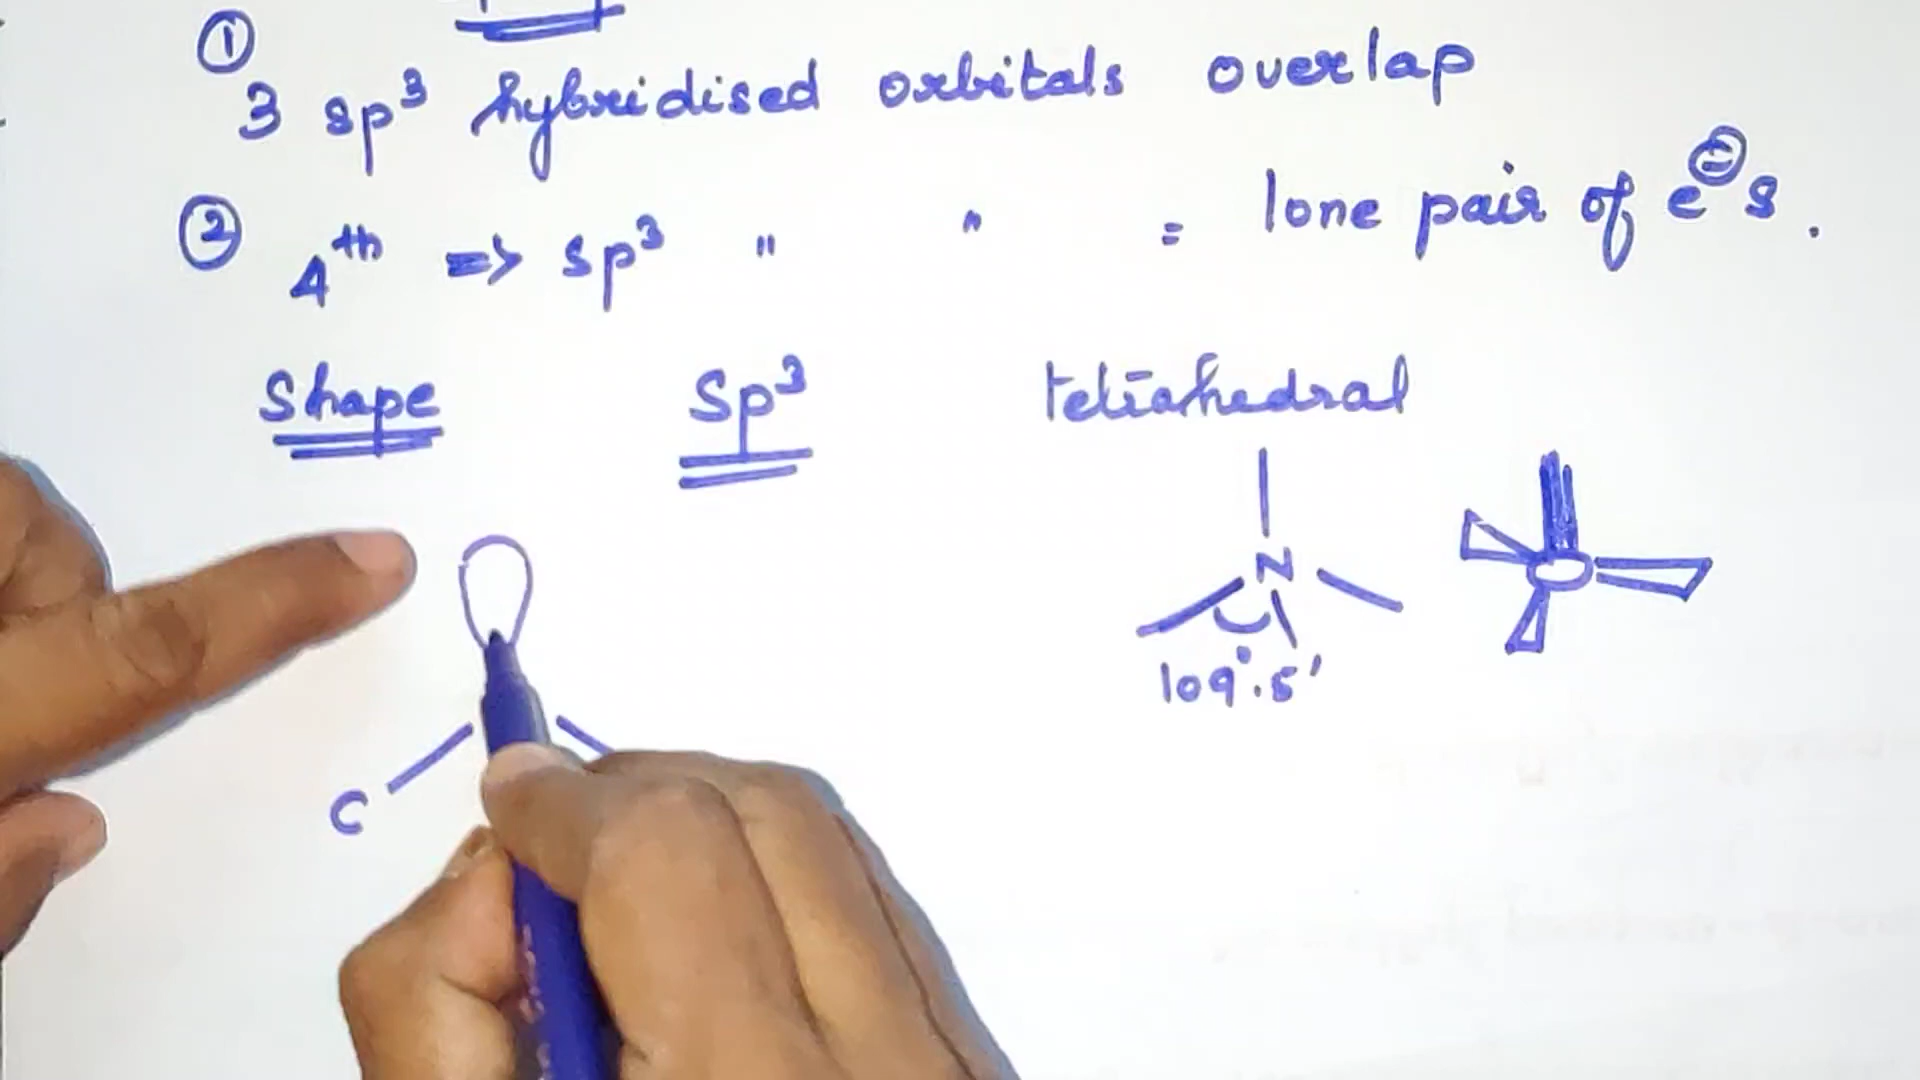 ①
3 sp³ hybridised orbitals overlap
② 4th => sp³ " " = lone pair of e⊖s.
Shape Sp³ tetrahedral
N
109°.5'
C